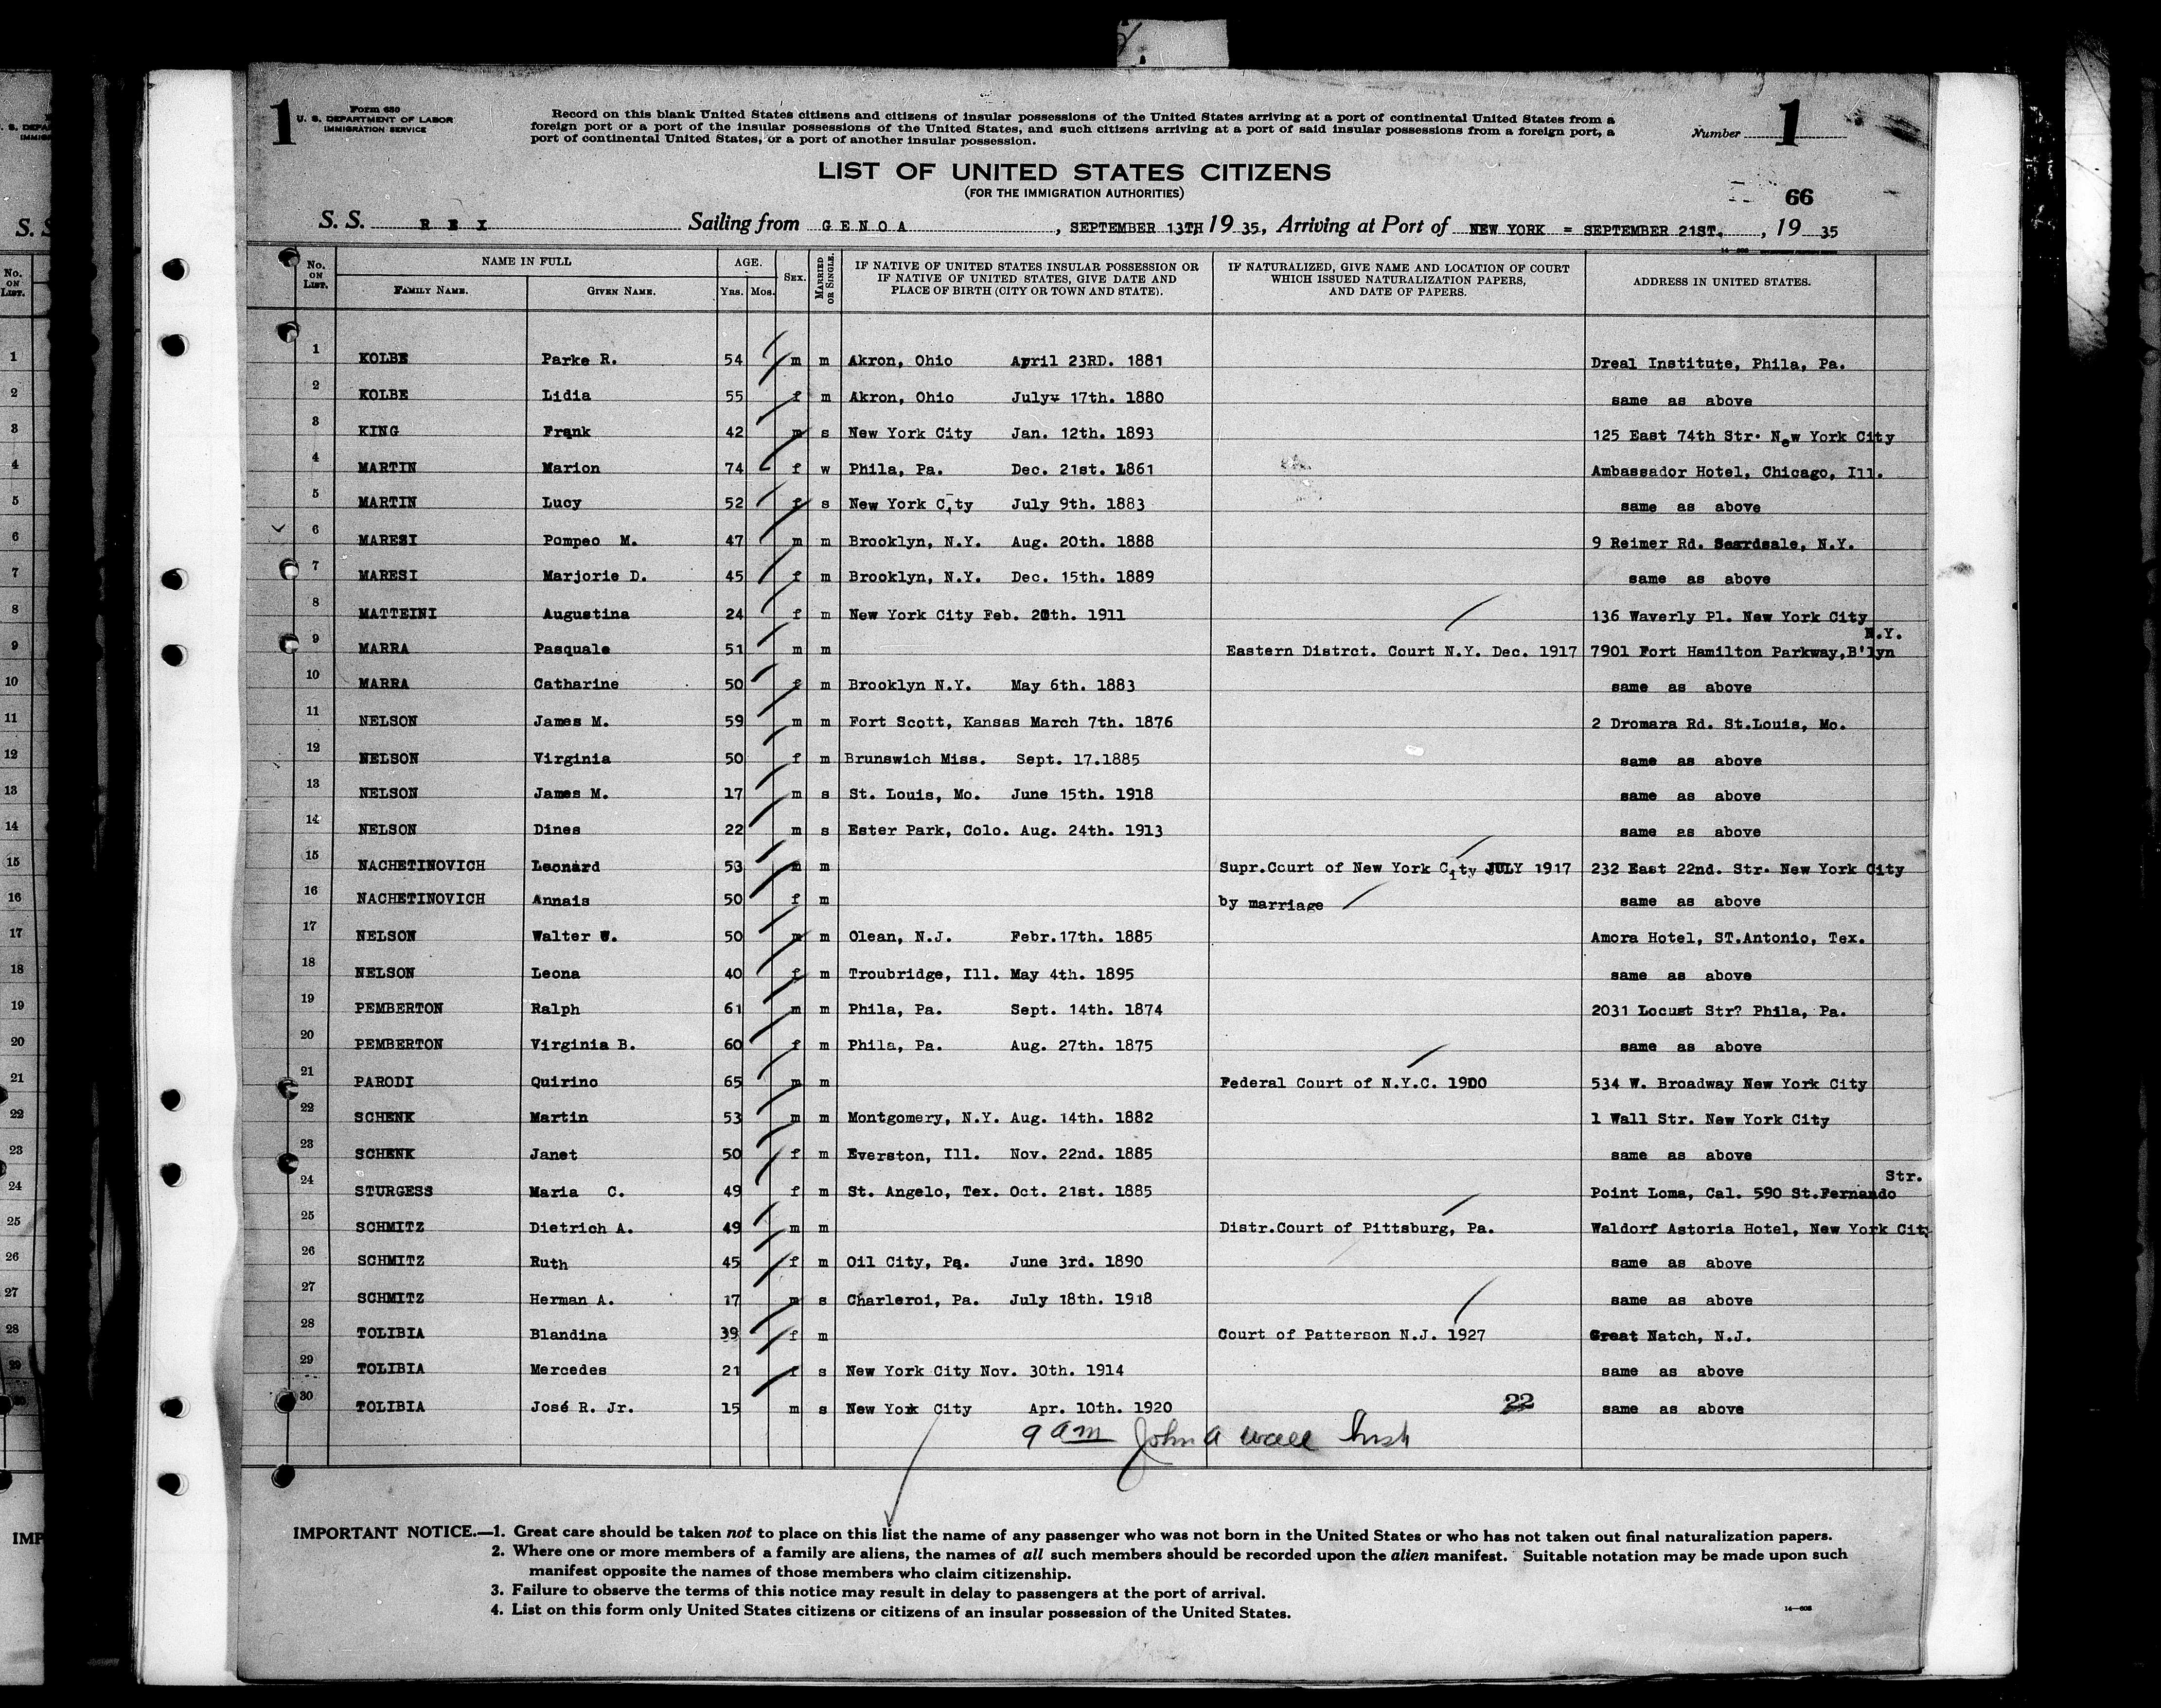 1
Form 630
U. S. DEPARTMENT OF LABOR
IMMIGRATION SERVICE
Record on this blank United States citizens and citizens of insular possessions of the United States arriving at a port of continental United States from a
foreign port or a port of the insular possessions of the United States, and such citizens arriving at a port of said insular possessions from a foreign port, a
port of continental United States, or a port of another insular possession.
Number 1
LIST OF UNITED STATES CITIZENS
(FOR THE IMMIGRATION AUTHORITIES)
66
S. S. REX Sailing from GENOA, SEPTEMBER 13TH 19 35, Arriving at Port of NEW YORK = SEPTEMBER 21ST., 19 35
No. ON LIST. NAME IN FULL FAMILY NAME. GIVEN NAME. AGE. Yrs. Mos. SEX. MARRIED OR SINGLE. IF NATIVE OF UNITED STATES INSULAR POSSESSION OR IF NATIVE OF UNITED STATES, GIVE DATE AND PLACE OF BIRTH (CITY OR TOWN AND STATE). IF NATURALIZED, GIVE NAME AND LOCATION OF COURT WHICH ISSUED NATURALIZATION PAPERS, AND DATE OF PAPERS. ADDRESS IN UNITED STATES.
1 KOLBE Parke R. 54 m m Akron, Ohio April 23RD. 1881 Dreal Institute, Phila, Pa.
2 KOLBE Lidia 55 f m Akron, Ohio July 17th. 1880 same as above
3 KING Frank 42 m s New York City Jan. 12th. 1893 125 East 74th Str. New York City
4 MARTIN Marion 74 f w Phila, Pa. Dec. 21st. 1861 Ambassador Hotel, Chicago, Ill.
5 MARTIN Lucy 52 f s New York City July 9th. 1883 same as above
6 MARESI Pompeo M. 47 m m Brooklyn, N.Y. Aug. 20th. 1888 9 Reimer Rd. Scardsale, N.Y.
7 MARESI Marjorie D. 45 f m Brooklyn, N.Y. Dec. 15th. 1889 same as above
8 MATTEINI Augustina 24 f m New York City Feb. 20th. 1911 136 Waverly Pl. New York City
9 MARRA Pasquale 51 m m Eastern Distrct. Court N.Y. Dec. 1917 7901 Fort Hamilton Parkway, B'lyn N.Y.
10 MARRA Catharine 50 f m Brooklyn N.Y. May 6th. 1883 same as above
11 NELSON James M. 59 m m Fort Scott, Kansas March 7th. 1876 2 Dromara Rd. St.Louis, Mo.
12 NELSON Virginia 50 f m Brunswich Miss. Sept. 17.1885 same as above
13 NELSON James M. 17 m s St. Louis, Mo. June 15th. 1918 same as above
14 NELSON Dines 22 m s Ester Park, Colo. Aug. 24th. 1913 same as above
15 NACHETINOVICH Leonard 53 m m Supr.Court of New York City JULY 1917 232 East 22nd. Str. New York City
16 NACHETINOVICH Annais 50 f m by marriage same as above
17 NELSON Walter W. 50 m m Olean, N.J. Febr.17th. 1885 Amora Hotel, ST.Antonio, Tex.
18 NELSON Leona 40 f m Troubridge, Ill. May 4th. 1895 same as above
19 PEMBERTON Ralph 61 m m Phila, Pa. Sept. 14th. 1874 2031 Locust Str? Phila, Pa.
20 PEMBERTON Virginia B. 60 f m Phila, Pa. Aug. 27th. 1875 same as above
21 PARODI Quirino 65 m m Federal Court of N.Y.C. 1900 534 W. Broadway New York City
22 SCHENK Martin 53 m m Montgomery, N.Y. Aug. 14th. 1882 1 Wall Str. New York City
23 SCHENK Janet 50 f m Everston, Ill. Nov. 22nd. 1885 same as above
24 STURGESS Maria C. 49 f m St. Angelo, Tex. Oct. 21st. 1885 Point Loma, Cal. 590 St.Fernando Str.
25 SCHMITZ Dietrich A. 49 m m Distr.Court of Pittsburg, Pa. Waldorf Astoria Hotel, New York City
26 SCHMITZ Ruth 45 f m Oil City, Pa. June 3rd. 1890 same as above
27 SCHMITZ Herman A. 17 m s Charleroi, Pa. July 18th. 1918 same as above
28 TOLIBIA Blandina 39 f m Court of Patterson N.J. 1927 Great Natch, N.J.
29 TOLIBIA Mercedes 21 f s New York City Nov. 30th. 1914 same as above
30 TOLIBIA José R. Jr. 15 m s New York City Apr. 10th. 1920 22 same as above
9 am John A Wall
IMPORTANT NOTICE.—1. Great care should be taken not to place on this list the name of any passenger who was not born in the United States or who has not taken out final naturalization papers.
2. Where one or more members of a family are aliens, the names of all such members should be recorded upon the alien manifest. Suitable notation may be made upon such
manifest opposite the names of those members who claim citizenship.
3. Failure to observe the terms of this notice may result in delay to passengers at the port of arrival.
4. List on this form only United States citizens or citizens of an insular possession of the United States.